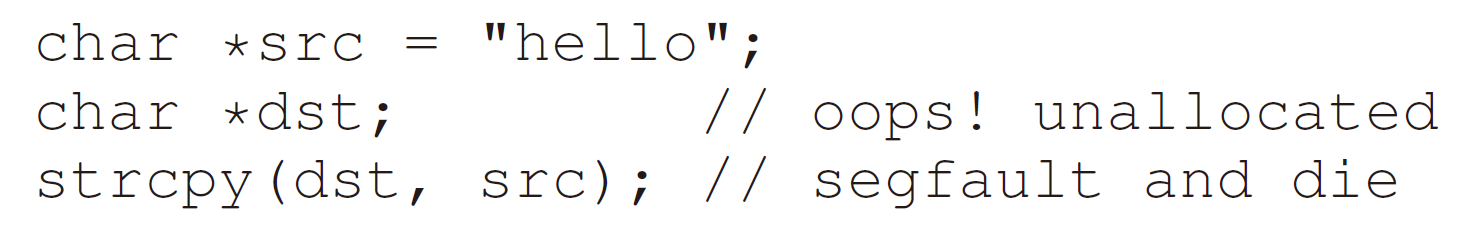 char *src = "hello";
char *dst; // oops! unallocated
strcpy(dst, src); // segfault and die